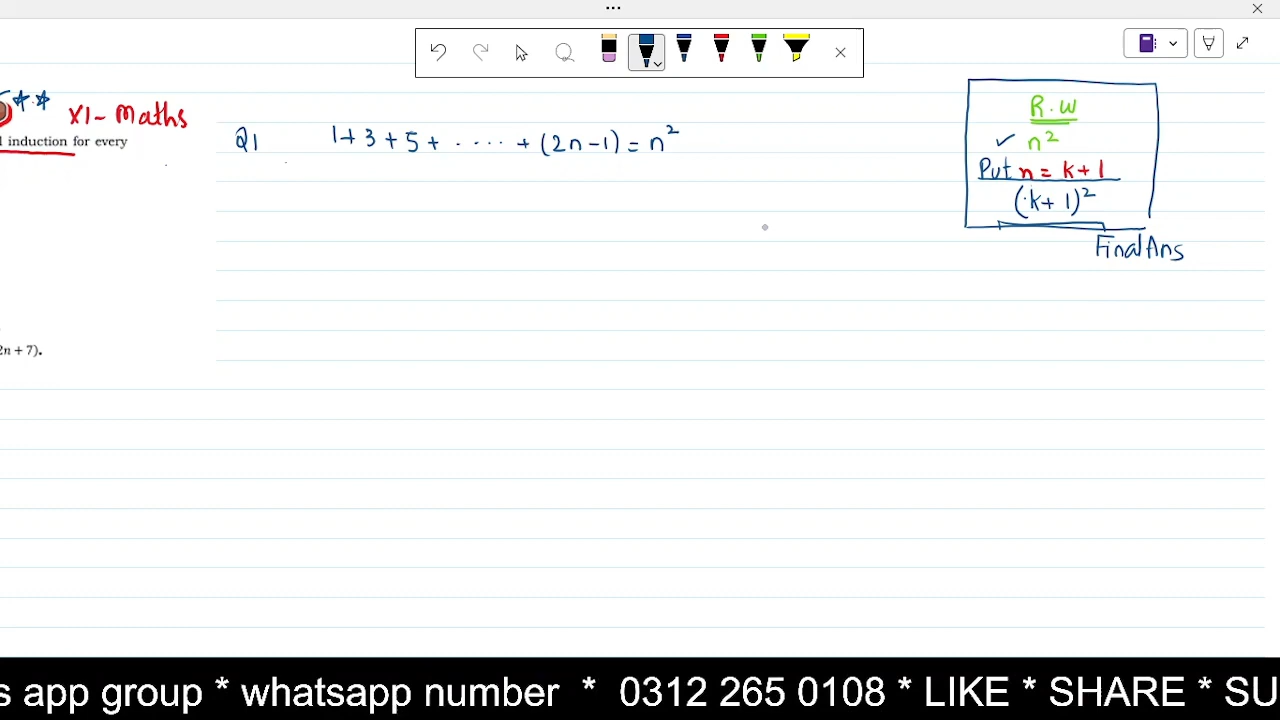 XI - Maths
l induction for every
2n + 7).
Q1 1 + 3 + 5 + ..... + (2n - 1) = n²
R.W
✓ n²
Put n = k + 1
(k + 1)²
Final Ans
s app group * whatsapp number * 0312 265 0108 * LIKE * SHARE * SU